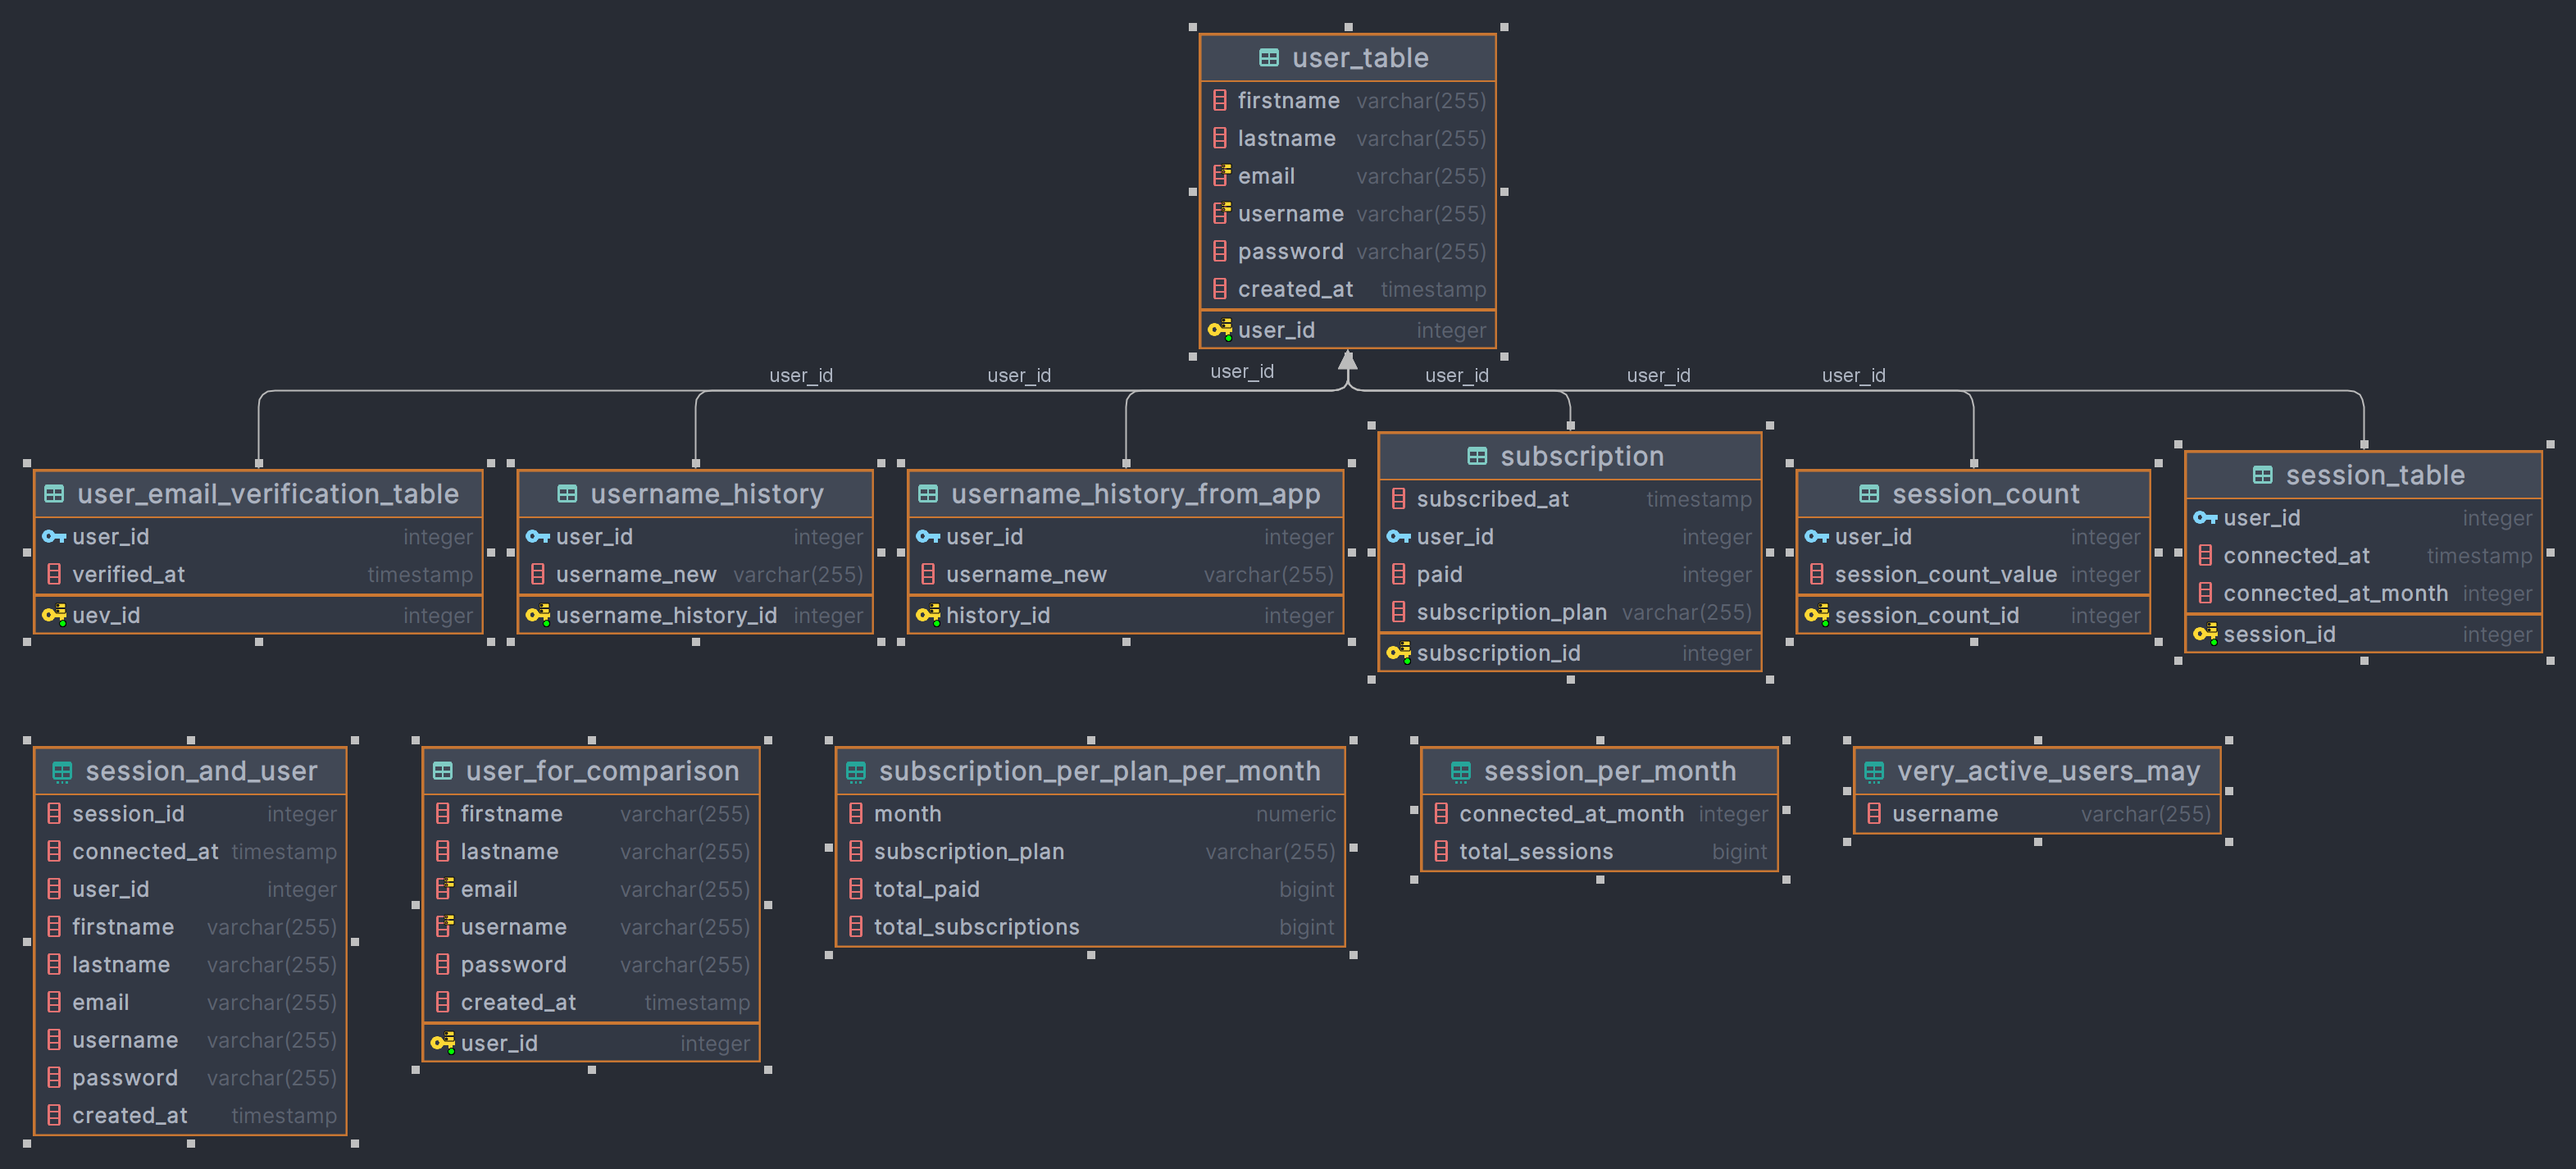 user_table
firstname varchar(255)
lastname varchar(255)
email varchar(255)
username varchar(255)
password varchar(255)
created_at timestamp
user_id integer
user_id
user_id
user_id
user_id
user_id
user_id
user_email_verification_table
user_id integer
verified_at timestamp
uev_id integer
username_history
user_id integer
username_new varchar(255)
username_history_id integer
username_history_from_app
user_id integer
username_new varchar(255)
history_id integer
subscription
subscribed_at timestamp
user_id integer
paid integer
subscription_plan varchar(255)
subscription_id integer
session_count
user_id integer
session_count_value integer
session_count_id integer
session_table
user_id integer
connected_at timestamp
connected_at_month integer
session_id integer
session_and_user
session_id integer
connected_at timestamp
user_id integer
firstname varchar(255)
lastname varchar(255)
email varchar(255)
username varchar(255)
password varchar(255)
created_at timestamp
user_for_comparison
firstname varchar(255)
lastname varchar(255)
email varchar(255)
username varchar(255)
password varchar(255)
created_at timestamp
user_id integer
subscription_per_plan_per_month
month numeric
subscription_plan varchar(255)
total_paid bigint
total_subscriptions bigint
session_per_month
connected_at_month integer
total_sessions bigint
very_active_users_may
username varchar(255)